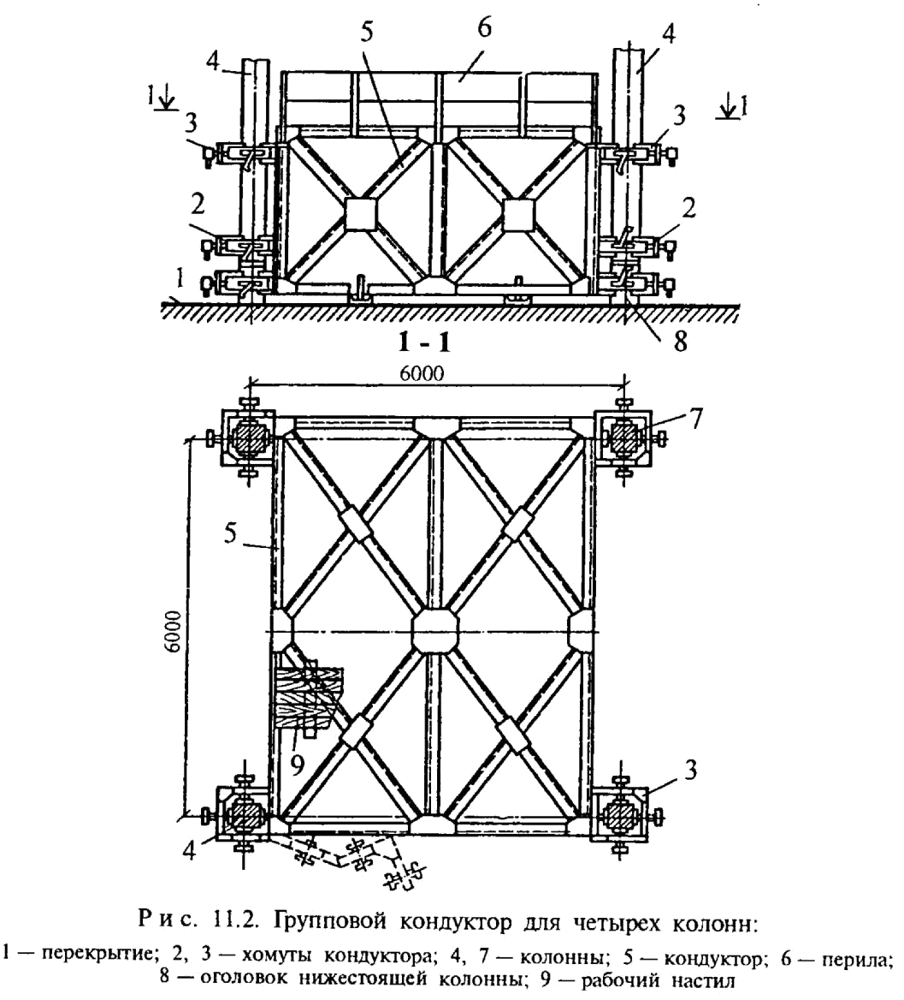 5 6 4
4
1 1
3 3
2 2
1
8
1 - 1
6000
7
5
6000
9
3
4
Рис. 11.2. Групповой кондуктор для четырех колонн:
1 — перекрытие; 2, 3 — хомуты кондуктора; 4, 7 — колонны; 5 — кондуктор; 6 — перила;
8 — оголовок нижестоящей колонны; 9 — рабочий настил